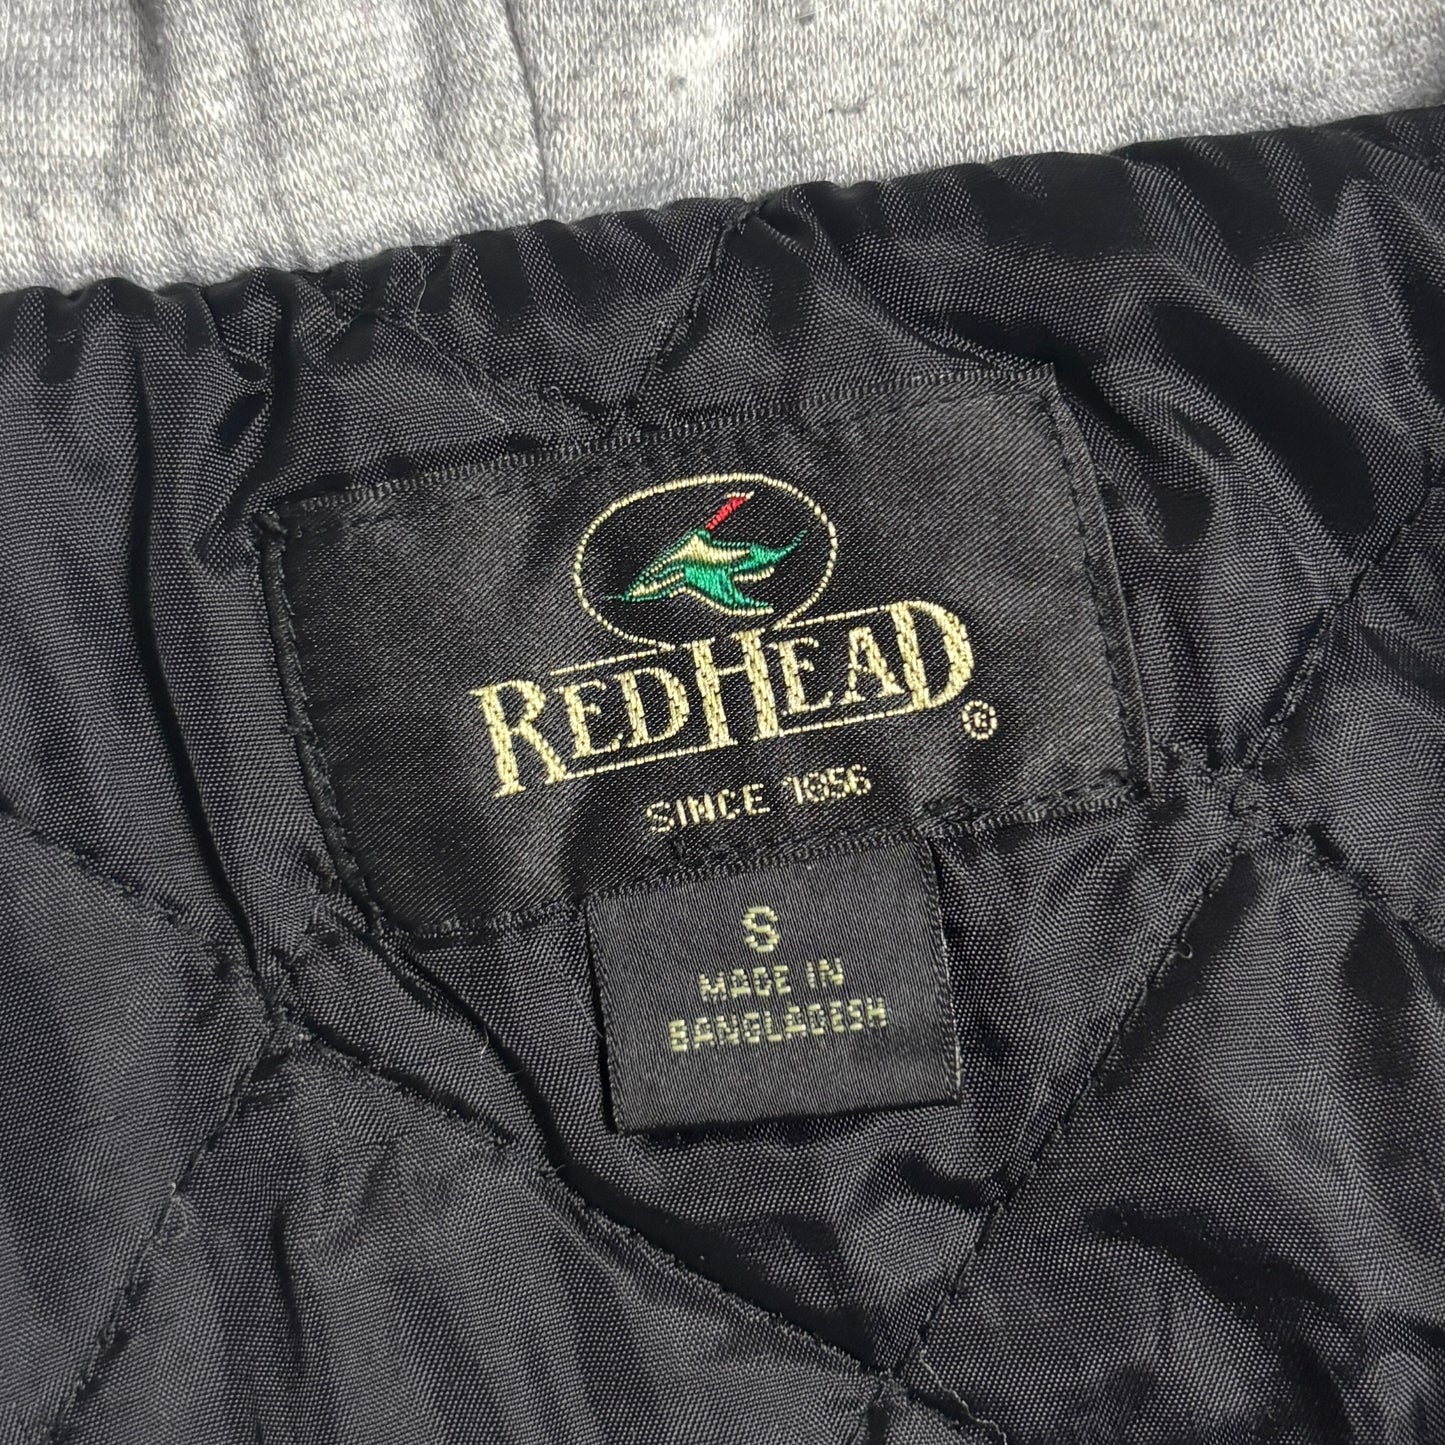 REDHEAD®
SINCE 1856
S
MADE IN
BANGLADESH